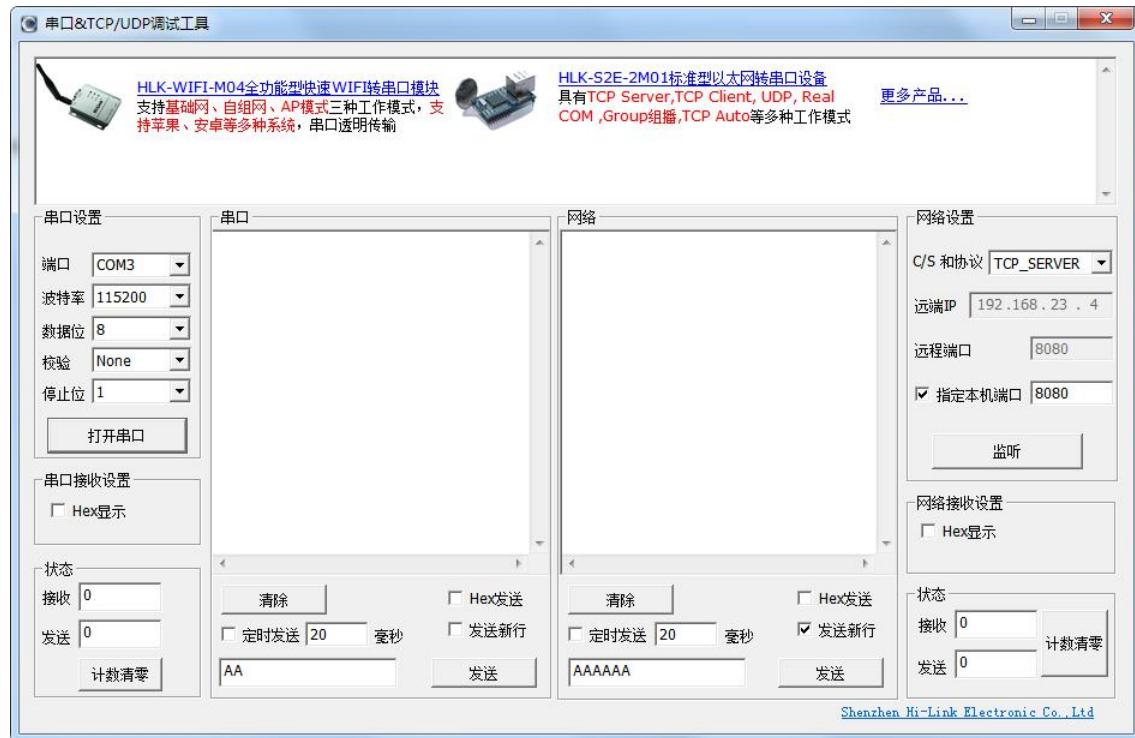 串口&TCP/UDP调试工具
HLK-WIFI-M04全功能型快速WIFI转串口模块
支持基础网、自组网、AP模式三种工作模式，支
持苹果、安卓等多种系统，串口透明传输
HLK-S2E-2M01标准型以太网转串口设备
具有TCP Server,TCP Client, UDP, Real
COM ,Group组播,TCP Auto等多种工作模式
更多产品...
串口设置
端口 COM3
波特率 115200
数据位 8
校验 None
停止位 1
打开串口
串口接收设置
Hex显示
状态
接收 0
发送 0
计数清零
串口
清除
Hex发送
定时发送 20 毫秒
发送新行
AA
发送
网络
清除
Hex发送
定时发送 20 毫秒
发送新行
AAAAAA
发送
网络设置
C/S 和协议 TCP_SERVER
远端IP 192.168.23 . 4
远程端口 8080
指定本机端口 8080
监听
网络接收设置
Hex显示
状态
接收 0
发送 0
计数清零
Shenzhen Hi-Link Electronic Co.,Ltd